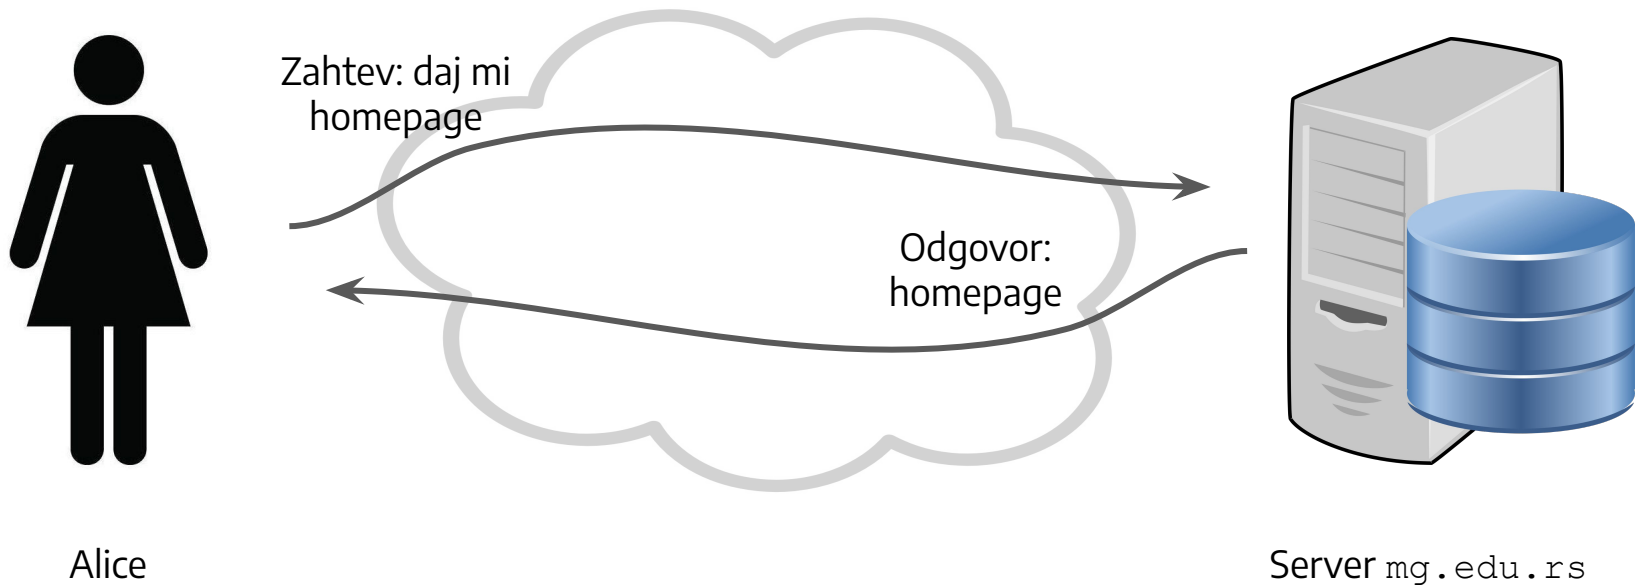 Zahtev: daj mi
homepage
Odgovor:
homepage
Alice
Server mg.edu.rs